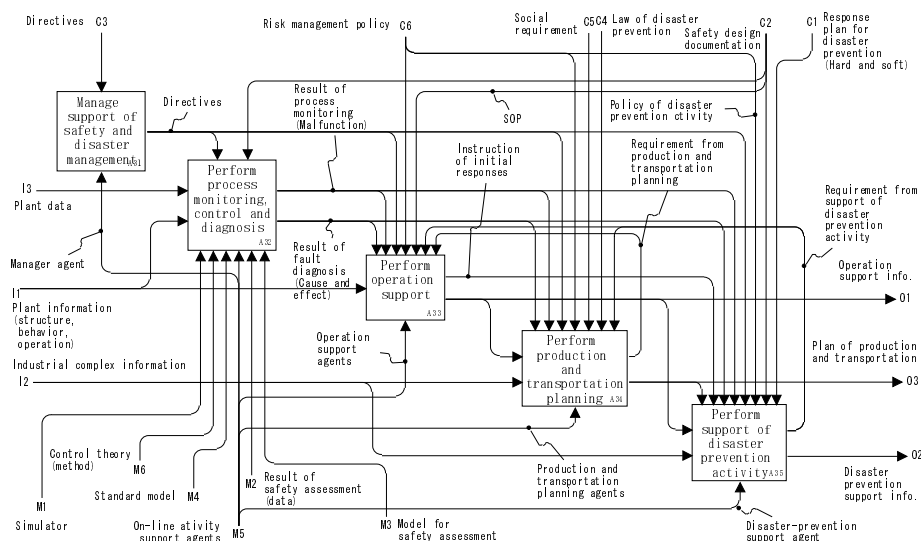 Directives C3
Risk management policy
C6
Social
requirement
C5 C4
Law of disaster
prevention
Safety design
documentation
C2
C1
Response
plan for
disaster
prevention
(Hard and soft)
Manage
support of
safety and
disaster
management
A31
Directives
Result of
process
monitoring
(Malfunction)
SOP
Policy of disaster
prevention ctivity
Instruction
of initial
responses
Requirement from
production and
transportation
planning
Perform
process
monitoring,
control and
diagnosis
A32
I3
Plant data
Requirement from
support of
disaster
prevention
activity
Manager agent
Result
of fault
diagnosis
(Cause and
effect)
Perform
operation
support
A33
Operation
support info.
I1
Plant information
(structure,
behavior,
operation)
O1
Operation
support
agents
Perform
production
and
transportation
planning
A34
Plan of production
and transportation
Industrial complex information
I2
O3
Perform
support of
disaster
prevention
activity
A35
Control theory
(method)
M6
Standard model
M4
M2
Result of
safety assessment
(data)
Production and
transportation
planning agents
O2
Disaster
prevention
support info.
M1
Simulator
On-line ativity
support agents
M5
M3
Model for
safety assessment
Disaster-prevention
support agent